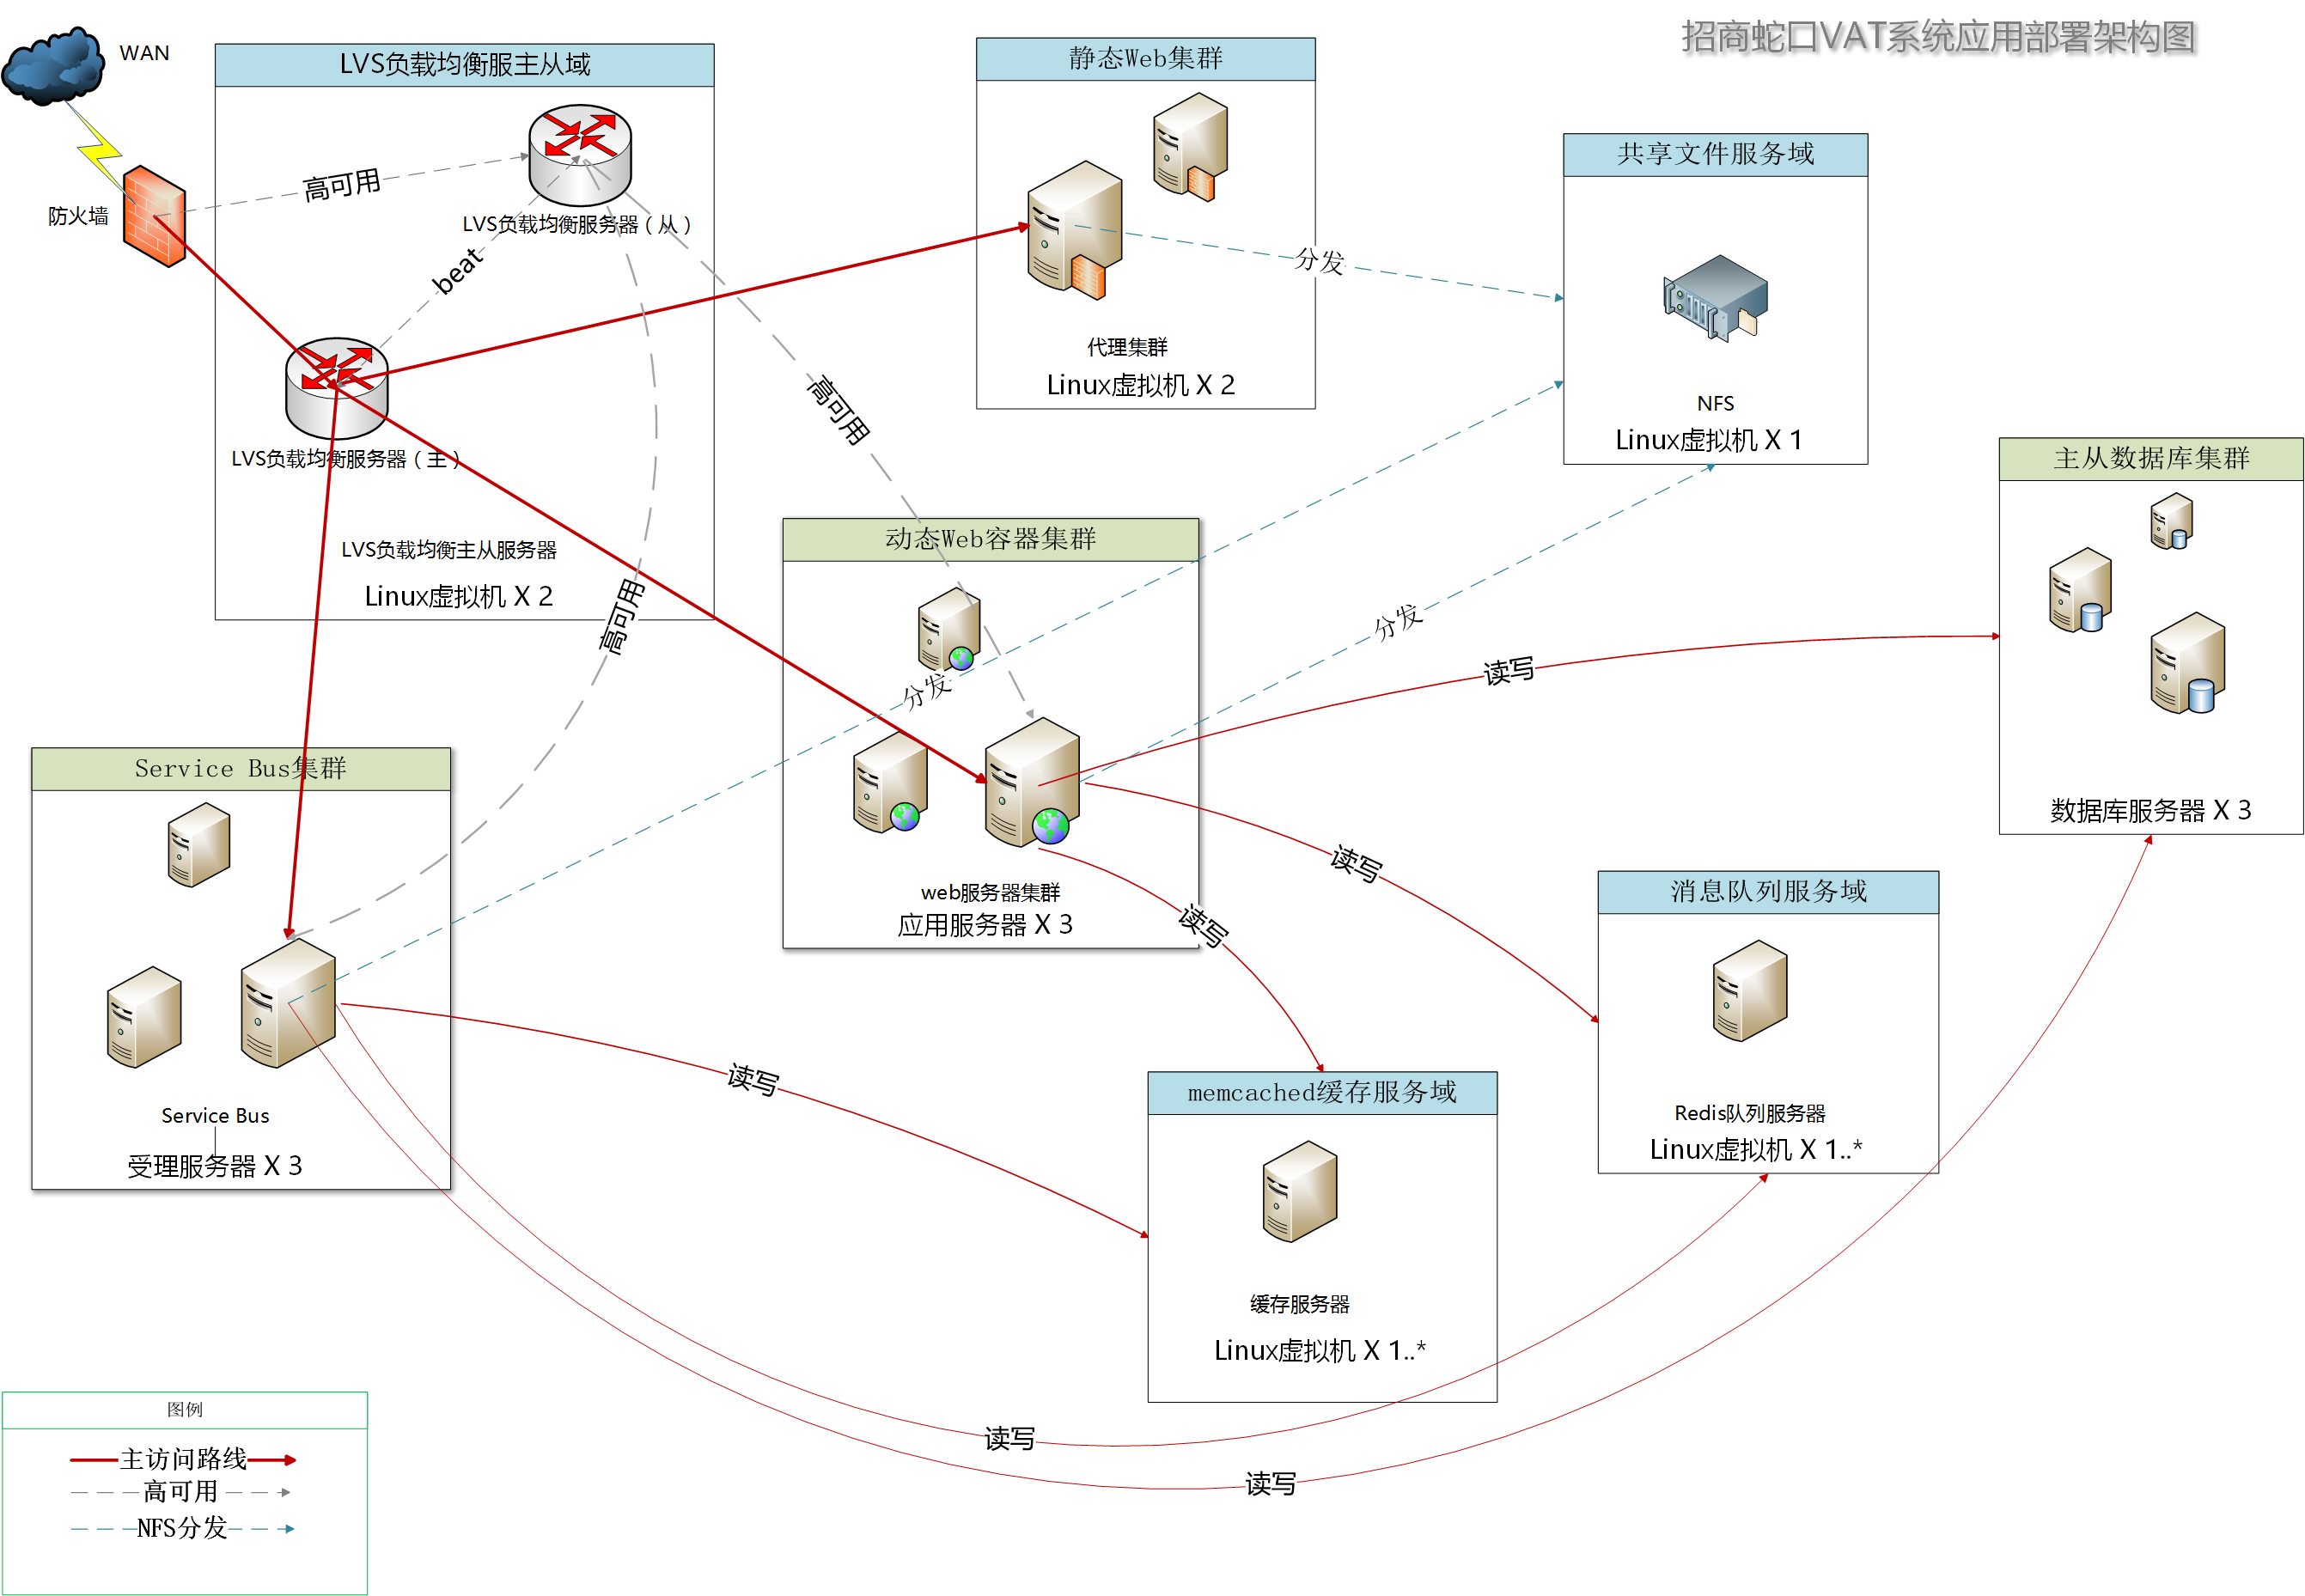 招商蛇口VAT系统应用部署架构图
WAN
防火墙
LVS负载均衡服主从域
高可用
LVS负载均衡服务器（从）
beat
LVS负载均衡服务器（主）
LVS负载均衡主从服务器
Linux虚拟机 X 2
静态Web集群
代理集群
Linux虚拟机 X 2
分发
共享文件服务域
NFS
Linux虚拟机 X 1
高可用
高可用
动态Web容器集群
分发
分发
web服务器集群
应用服务器 X 3
主从数据库集群
数据库服务器 X 3
读写
读写
读写
Service Bus集群
Service Bus
受理服务器 X 3
读写
消息队列服务域
Redis队列服务器
Linux虚拟机 X 1..*
memcached缓存服务域
缓存服务器
Linux虚拟机 X 1..*
读写
读写
图例
主访问路线
高可用
NFS分发